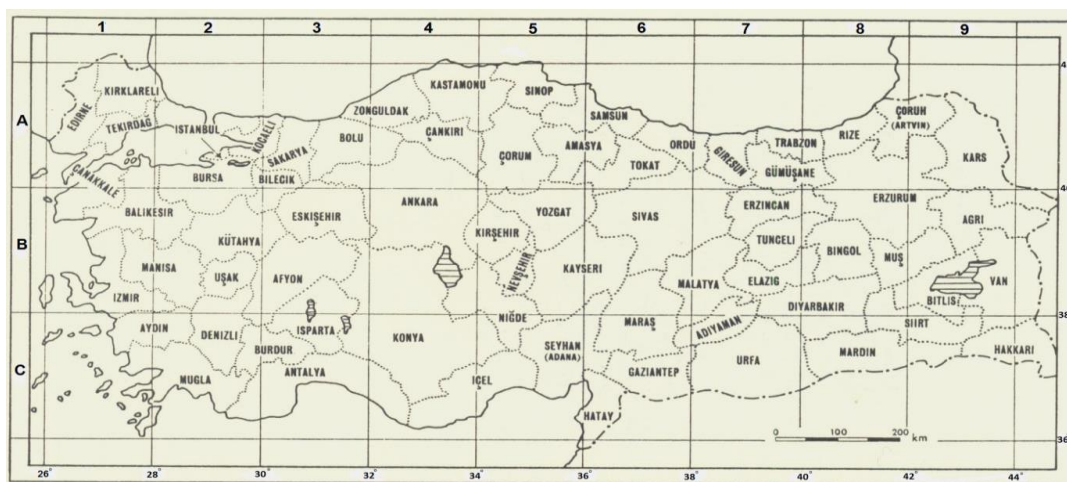 1 2 3 4 5 6 7 8 9
A
B
C
EDIRNE
KIRKLARELI
TEKIRDAĞ
ISTANBUL
KOCAELI
SAKARYA
ÇANAKKALE
BURSA
BILECIK
BOLU
ZONGULDAK
KASTAMONU
ÇANKIRI
SINOP
SAMSUN
ÇORUM
AMASYA
TOKAT
ORDU
GIRESUN
TRABZON
GÜMÜŞANE
RIZE
ÇORUH
(ARTVIN)
KARS
BALIKESIR
KÜTAHYA
ESKIŞEHIR
ANKARA
KIRŞEHIR
YOZGAT
SIVAS
ERZINCAN
ERZURUM
AGRI
MANISA
UŞAK
AFYON
NEVŞEHIR
KAYSERI
MALATYA
TUNCELI
ELAZIG
BINGOL
MUŞ
BITLIS
VAN
IZMIR
AYDIN
DENIZLI
ISPARTA
BURDUR
KONYA
NIĞDE
MARAŞ
ADIYAMAN
DIYARBAKIR
SIIRT
HAKKARI
MUGLA
ANTALYA
IÇEL
SEYHAN
(ADANA)
GAZIANTEP
URFA
MARDIN
HATAY
0 100 200
km
40
38
36
26° 28° 30° 32° 34° 36° 38° 40° 42° 44°